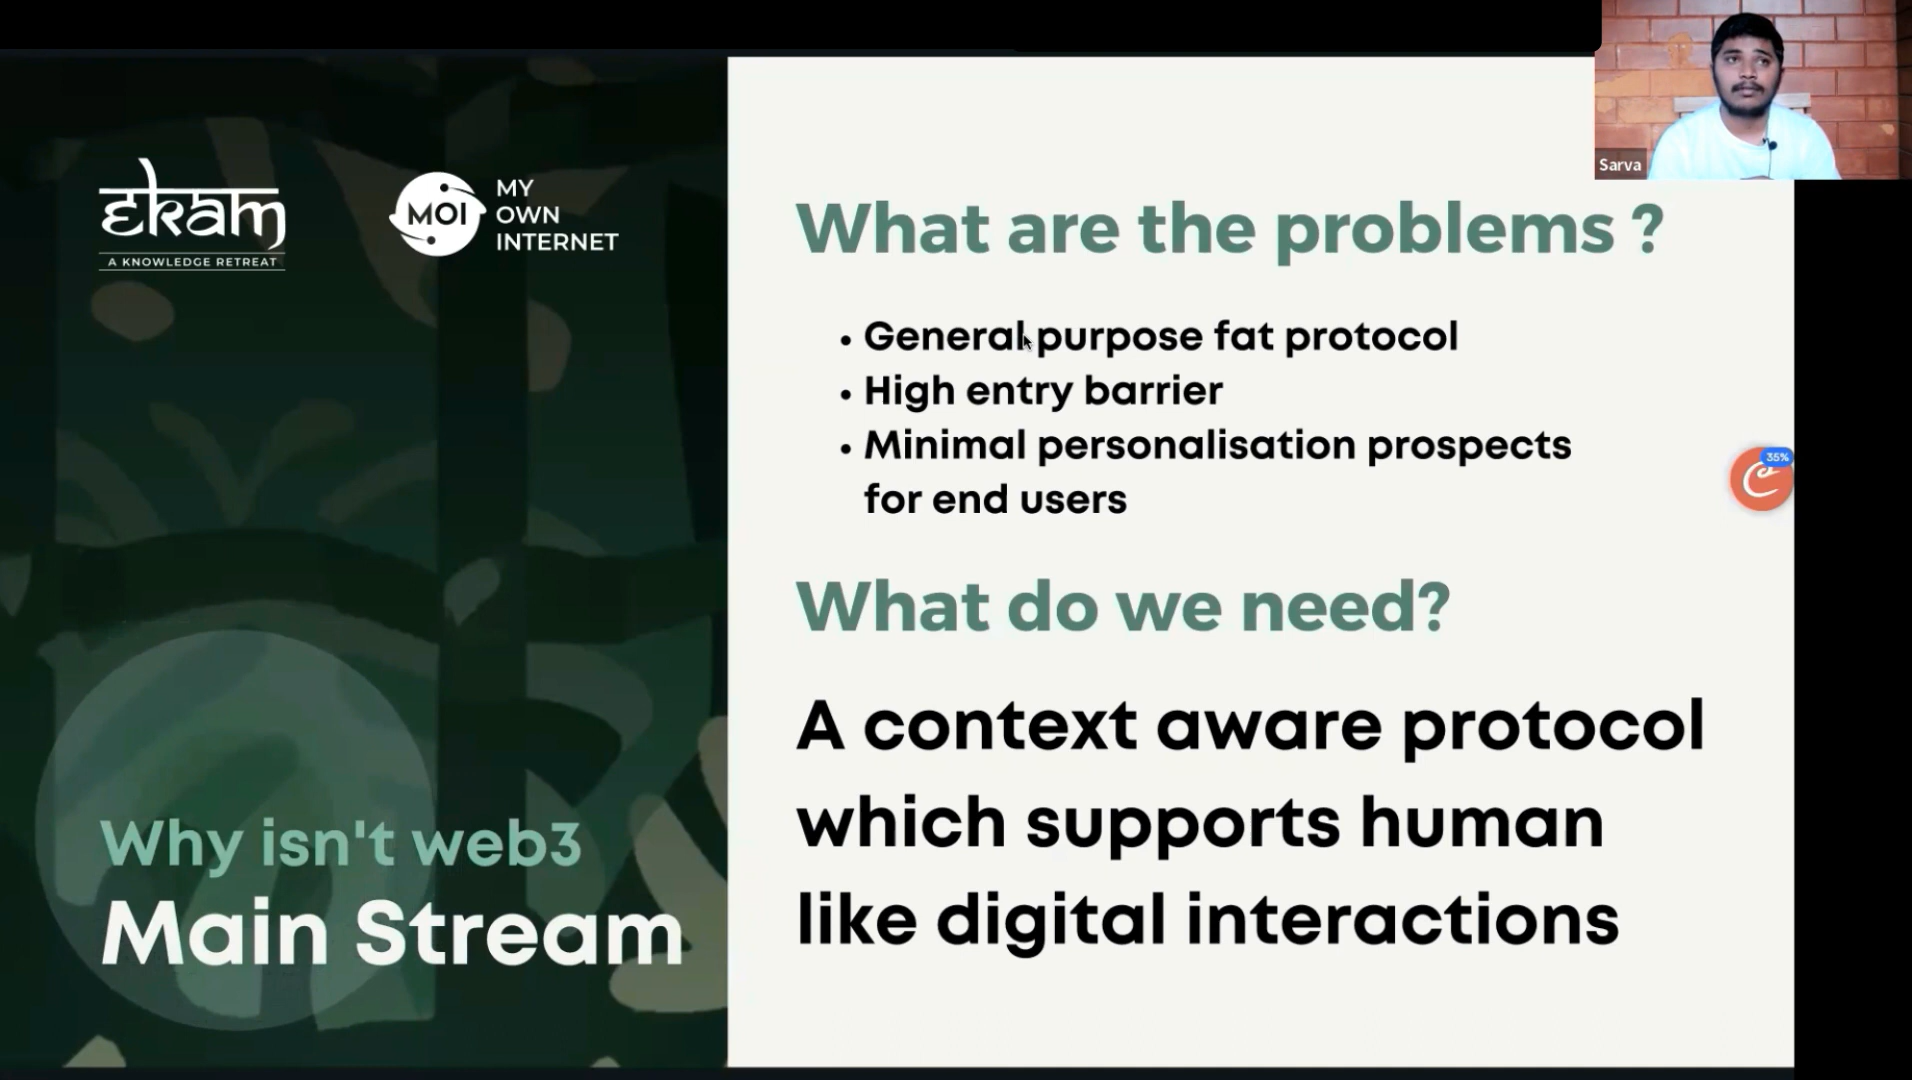 ekam
A KNOWLEDGE RETREAT
MOI
MY
OWN
INTERNET
Why isn't web3
Main Stream
What are the problems ?
• General purpose fat protocol
• High entry barrier
• Minimal personalisation prospects
for end users
What do we need?
A context aware protocol
which supports human
like digital interactions
Sarva
35%